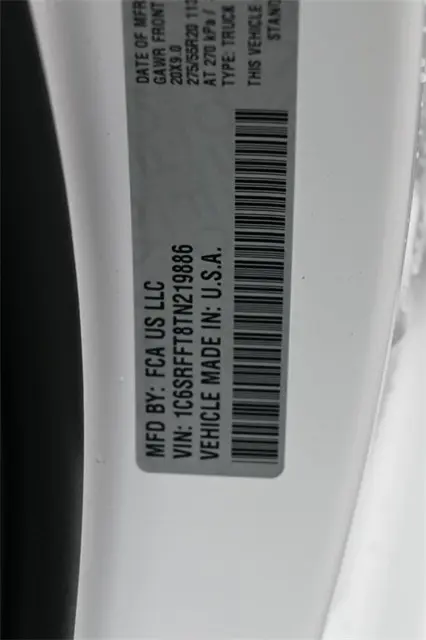 MFD BY: FCA US LLC
VIN: 1C6SRFFT8TN219886
VEHICLE MADE IN: U.S.A.
DATE OF MFR
GAWR FRONT
20X9.0
275/55R20 113
AT 270 kPa /
TYPE: TRUCK
THIS VEHICLE